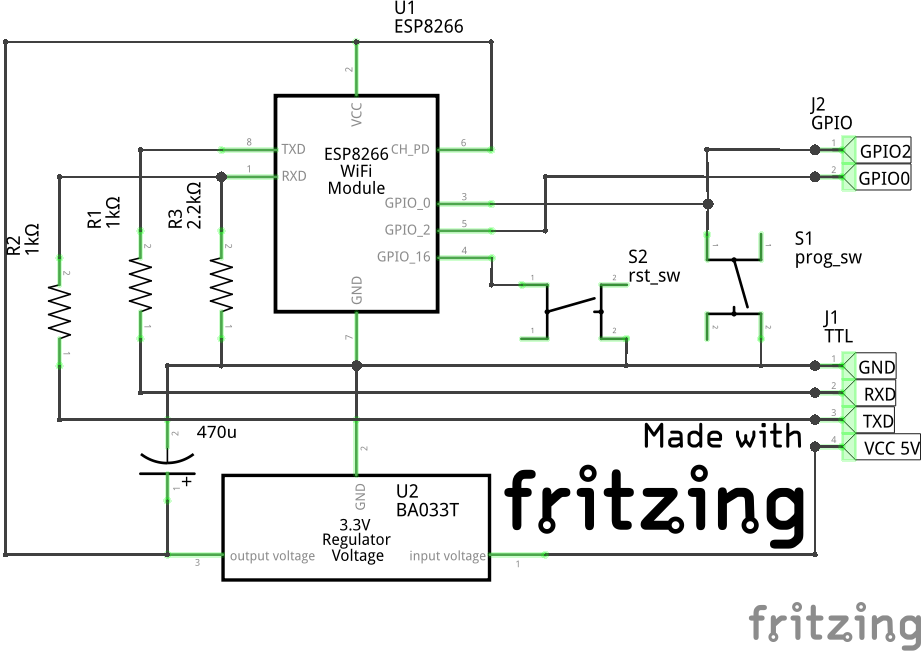 U1
ESP8266
2
VCC
J2
GPIO
8
TXD
CH_PD
6
1
GPIO2
ESP8266
WiFi
Module
1
RXD
2
GPIO0
R3
2.2kΩ
R1
1kΩ
R2
1kΩ
GPIO_0
3
GPIO_2
5
GPIO_16
4
2
2
2
1
1
1
GND
7
S2
rst_sw
1
2
1
2
S1
prog_sw
1
1
2
2
J1
TTL
1
GND
2
RXD
3
TXD
4
VCC 5V
470u
2
+
1
2
GND
U2
BA033T
3.3V
Regulator
Voltage
output voltage
input voltage
3
1
Made with
fritzing
fritzing